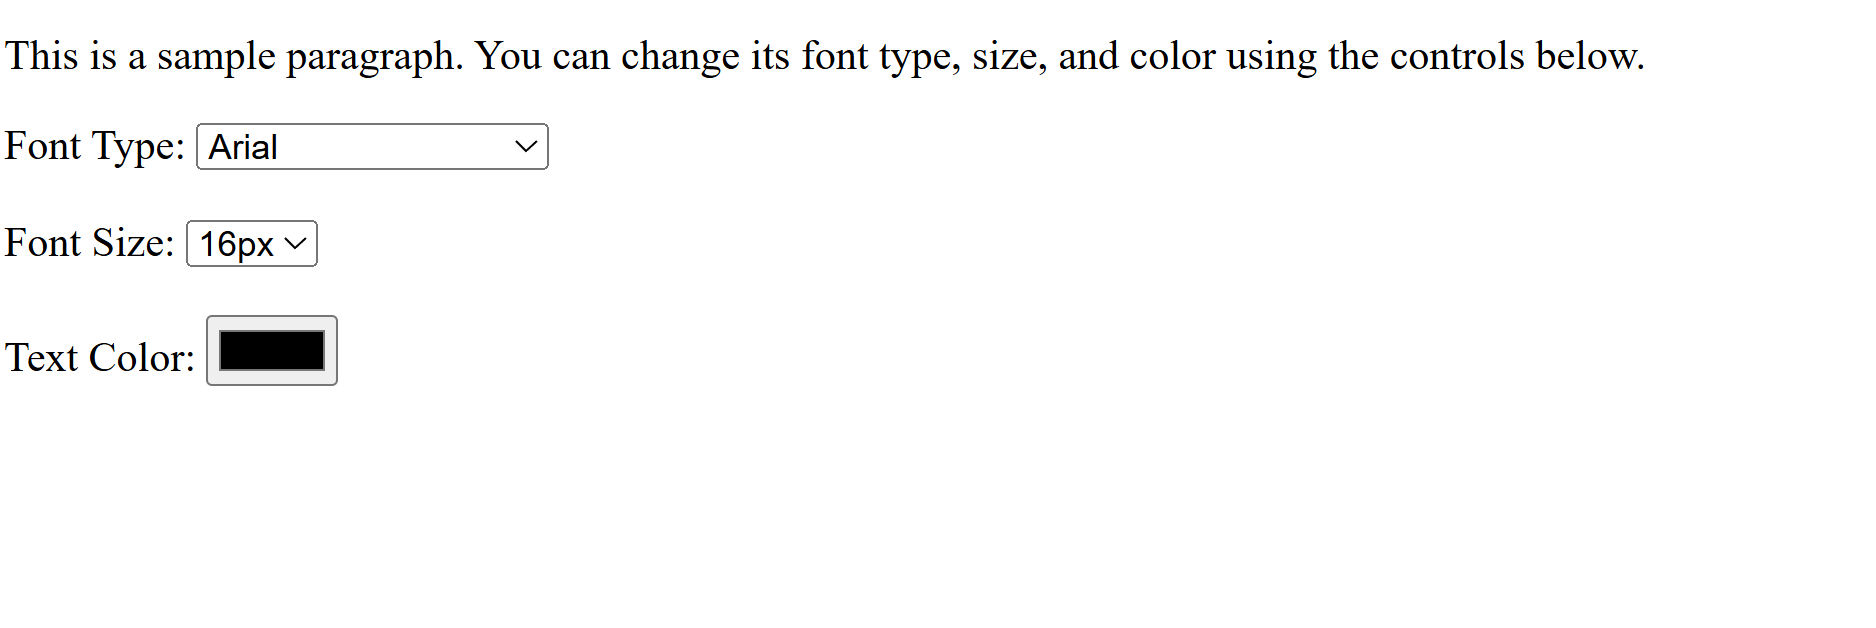 This is a sample paragraph. You can change its font type, size, and color using the controls below.
Font Type: Arial
Font Size: 16px
Text Color: